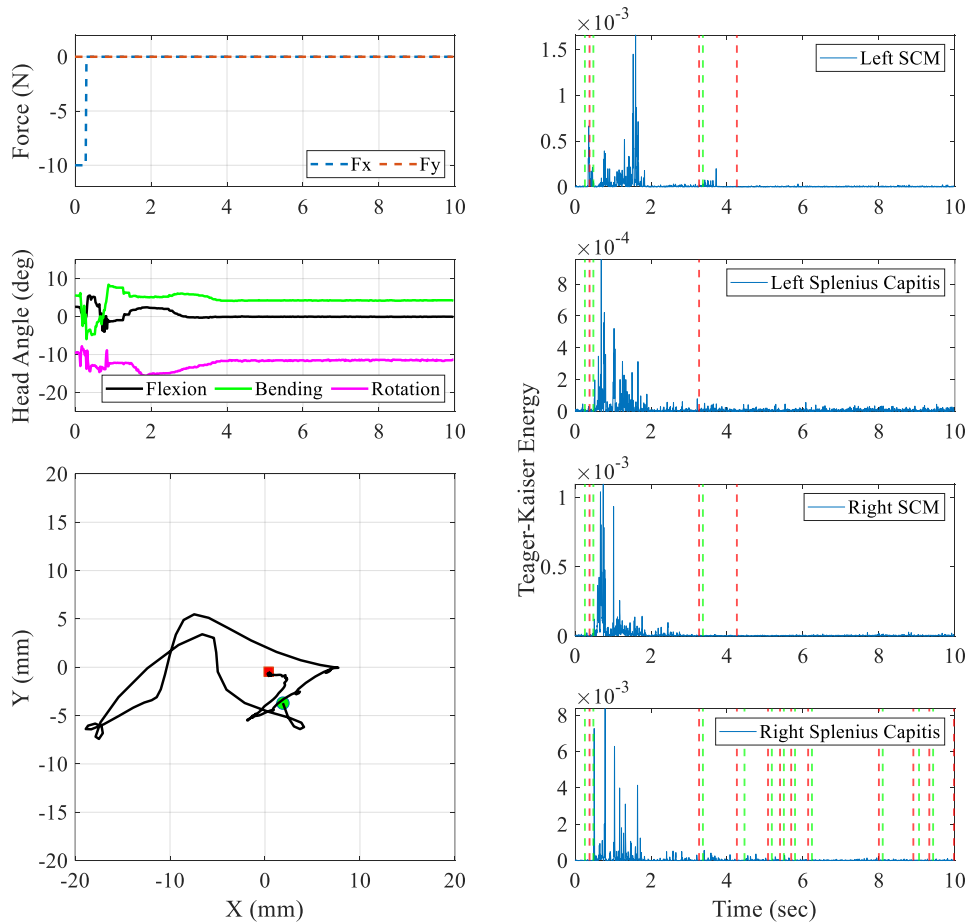 0
-5
-10
Force (N)
Fx Fy
0 2 4 6 8 10
10
0
-10
-20
Head Angle (deg)
Flexion Bending Rotation
0 2 4 6 8 10
20
15
10
5
0
-5
-10
-15
-20
Y (mm)
-20 -10 0 10 20
X (mm)
×10-3
1.5
1
0.5
0
Left SCM
0 2 4 6 8 10
×10-4
8
6
4
2
0
Left Splenius Capitis
0 2 4 6 8 10
Teager-Kaiser Energy
×10-3
1
0.5
0
Right SCM
0 2 4 6 8 10
×10-3
8
6
4
2
0
Right Splenius Capitis
0 2 4 6 8 10
Time (sec)